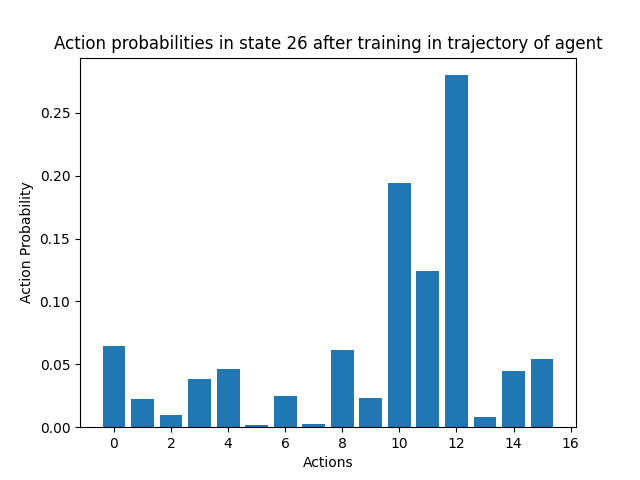 Action probabilities in state 26 after training in trajectory of agent
Action Probability
0.25
0.20
0.15
0.10
0.05
0.00
0 2 4 6 8 10 12 14 16
Actions